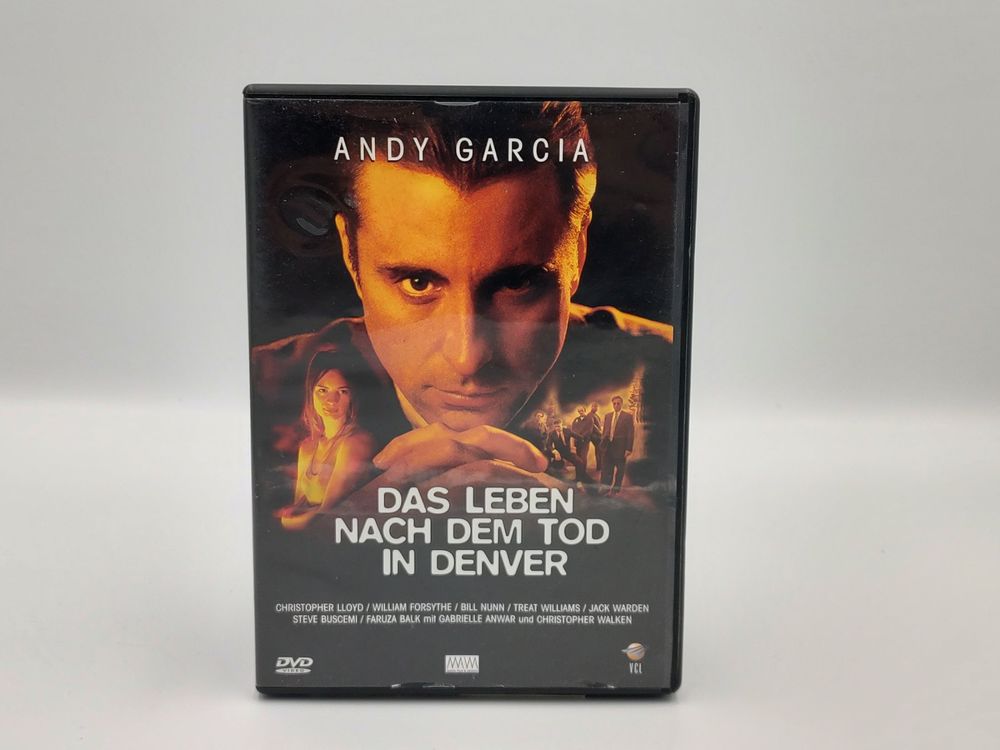 ANDY GARCIA
DAS LEBEN
NACH DEM TOD
IN DENVER
CHRISTOPHER LLOYD / WILLIAM FORSYTHE / BILL NUNN / TREAT WILLIAMS / JACK WARDEN
STEVE BUSCEMI / FARUZA BALK mit GABRIELLE ANWAR und CHRISTOPHER WALKEN
DVD
VIDEO
VCL